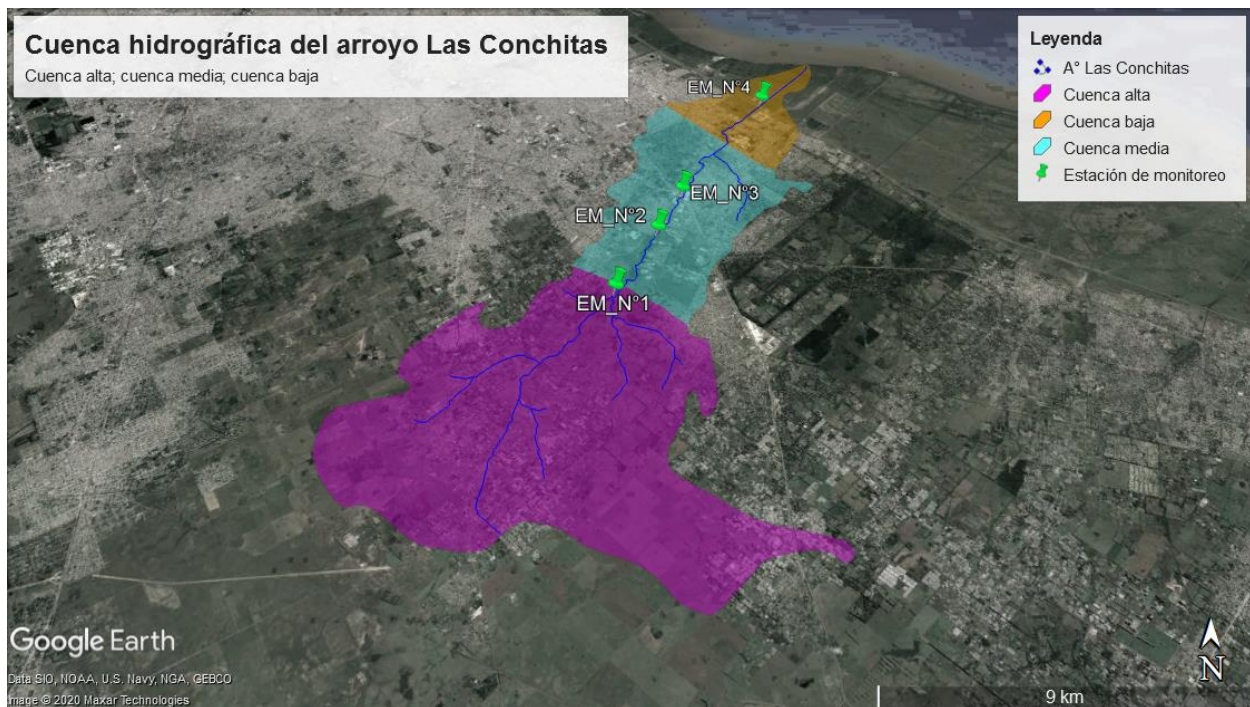 Cuenca hidrográfica del arroyo Las Conchitas
Cuenca alta; cuenca media; cuenca baja
Leyenda
A° Las Conchitas
Cuenca alta
Cuenca baja
Cuenca media
Estación de monitoreo
EM_N°4
EM_N°3
EM_N°2
EM_N°1
Google Earth
Data SIO, NOAA, U.S. Navy, NGA, GEBCO
Image © 2020 Maxar Technologies
N
9 km